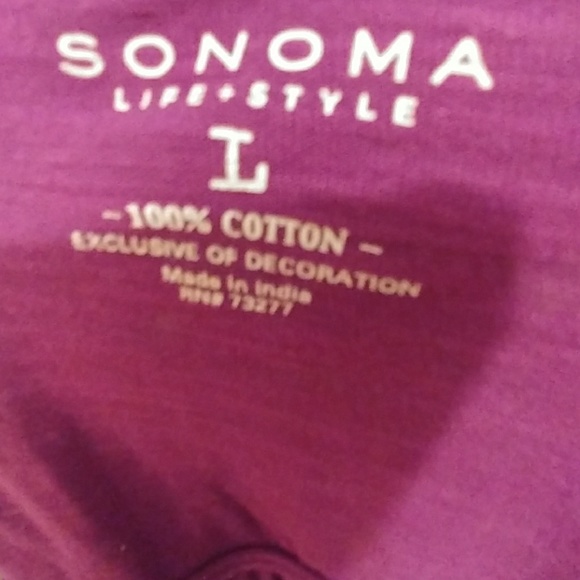 SONOMA
LIFE+STYLE
L
-100% COTTON-
EXCLUSIVE OF DECORATION
Made in India
RN# 73277